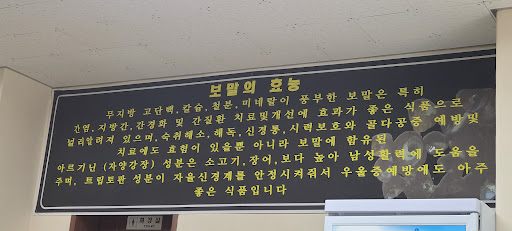 보말의 효능
무지방 고단백, 칼슘, 철분, 미네랄이 풍부한 보말은 특히
간염, 지방간, 간경화 및 간질환 치료및개선에 효과가 좋은 식품으로
널리알려져 있으며, 숙취해소, 해독, 신경통, 시력보호와 골다공증 예방및
치료에도 효험이 있을뿐 아니라 보말에 함유된
아르기닌 (자양강장) 성분은 소고기, 장어, 보다 높아 남성활력에 도움을
주며, 트립토판 성분이 자율신경계를 안정시켜줘서 우울증예방에도 아주
좋은 식품입니다
화장실